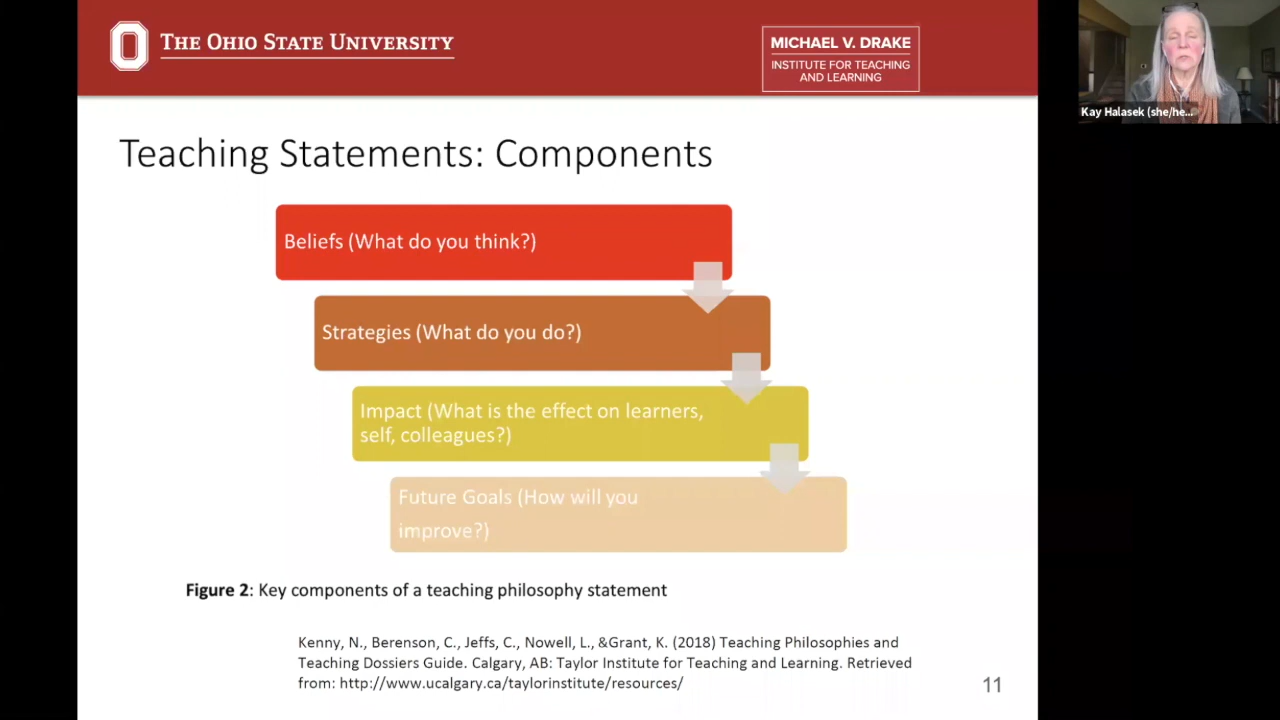 THE OHIO STATE UNIVERSITY
MICHAEL V. DRAKE
INSTITUTE FOR TEACHING
AND LEARNING
Kay Halasek (she/he...
Teaching Statements: Components
Beliefs (What do you think?)
Strategies (What do you do?)
Impact (What is the effect on learners,
self, colleagues?)
Future Goals (How will you
improve?)
Figure 2: Key components of a teaching philosophy statement
Kenny, N., Berenson, C., Jeffs, C., Nowell, L., &Grant, K. (2018) Teaching Philosophies and
Teaching Dossiers Guide. Calgary, AB: Taylor Institute for Teaching and Learning. Retrieved
from: http://www.ucalgary.ca/taylorinstitute/resources/
11